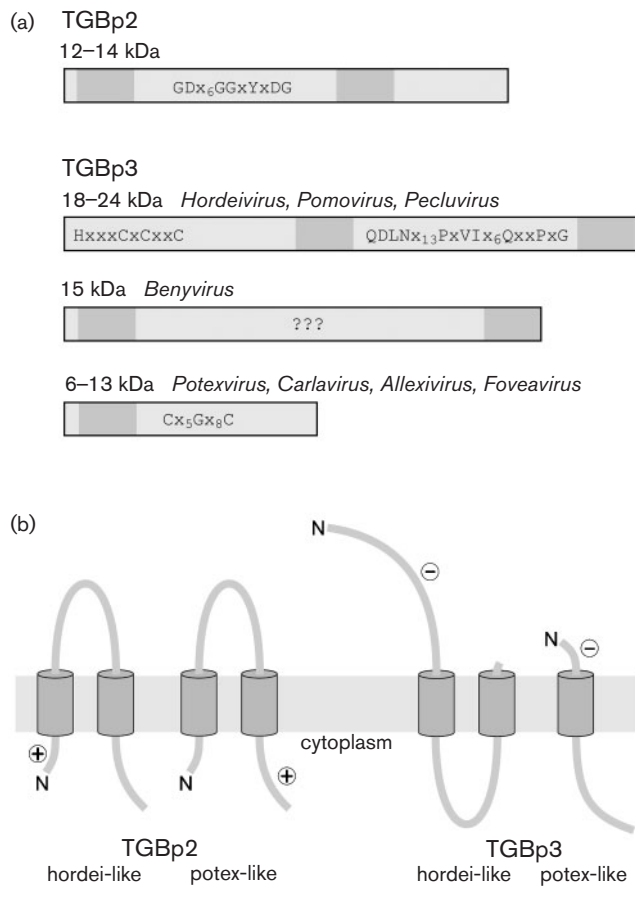 (a) TGBp2
12–14 kDa
GDx₆GGxYxDG
TGBp3
18–24 kDa Hordeivirus, Pomovirus, Pecluvirus
HxxxCxCxxC QDLNx₁₃PxVIx₆QxxPxG
15 kDa Benyvirus
???
6–13 kDa Potexvirus, Carlavirus, Allexivirus, Foveavirus
Cx₅Gx₈C
(b)
N − N −
cytoplasm
+ N N +
TGBp2 TGBp3
hordei-like potex-like hordei-like potex-like